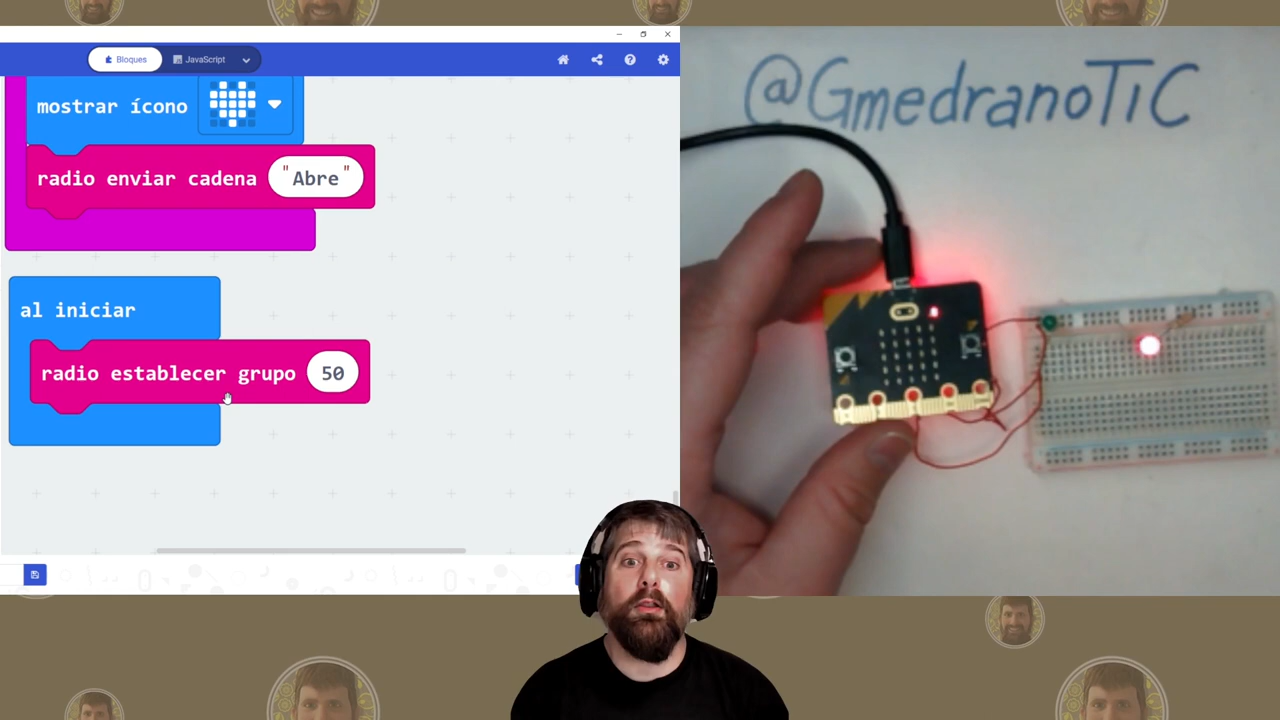 Bloques
JavaScript
mostrar ícono
radio enviar cadena "Abre"
al iniciar
radio establecer grupo 50
@GmedranoTiC